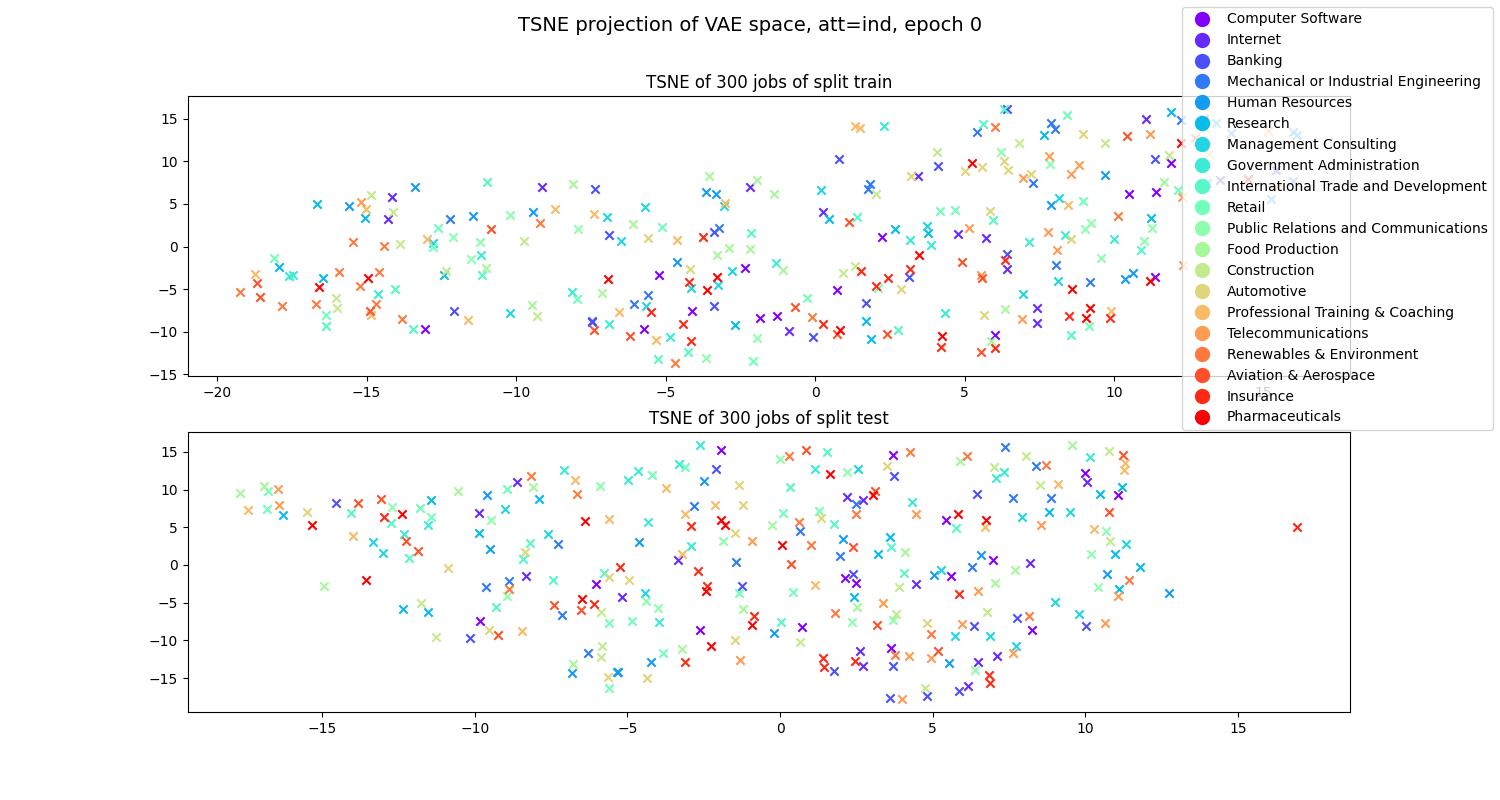 TSNE projection of VAE space, att=ind, epoch 0
TSNE of 300 jobs of split train
15
10
5
0
−5
−10
−15
−20 −15 −10 −5 0 5 10 15
Computer Software
Internet
Banking
Mechanical or Industrial Engineering
Human Resources
Research
Management Consulting
Government Administration
International Trade and Development
Retail
Public Relations and Communications
Food Production
Construction
Automotive
Professional Training & Coaching
Telecommunications
Renewables & Environment
Aviation & Aerospace
Insurance
Pharmaceuticals
TSNE of 300 jobs of split test
15
10
5
0
−5
−10
−15
−15 −10 −5 0 5 10 15